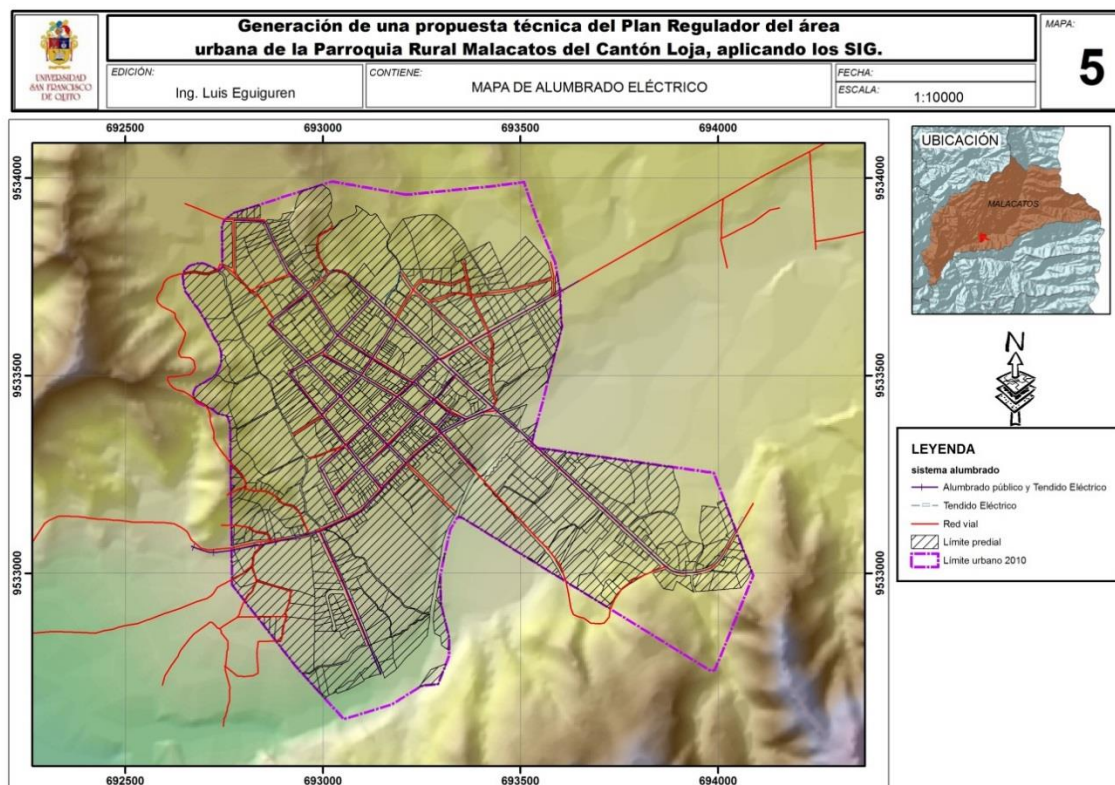 Generación de una propuesta técnica del Plan Regulador del área
urbana de la Parroquia Rural Malacatos del Cantón Loja, aplicando los SIG.
MAPA:
5
UNIVERSIDAD
SAN FRANCISCO
DE QUITO
EDICIÓN:
Ing. Luis Eguiguren
CONTIENE:
MAPA DE ALUMBRADO ELÉCTRICO
FECHA:
ESCALA:
1:10000
692500
693000
693500
694000
9534000
9533500
9533000
9534000
9533500
9533000
692500
693000
693500
694000
UBICACIÓN
MALACATOS
N
LEYENDA
sistema alumbrado
Alumbrado público y Tendido Eléctrico
Tendido Eléctrico
Red vial
Límite predial
Límite urbano 2010